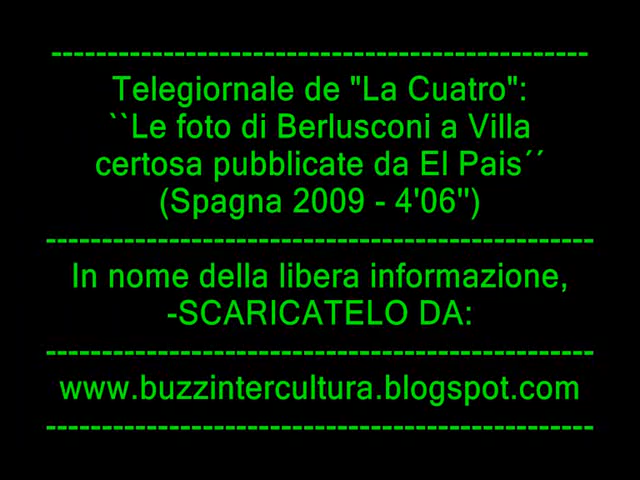 ------------------------------------------------
Telegiornale de "La Cuatro":
``Le foto di Berlusconi a Villa
certosa pubblicate da El Pais´´
(Spagna 2009 - 4'06")
-------------------------------------------------
In nome della libera informazione,
-SCARICATELO DA:
-------------------------------------------------
www.buzzintercultura.blogspot.com
-------------------------------------------------